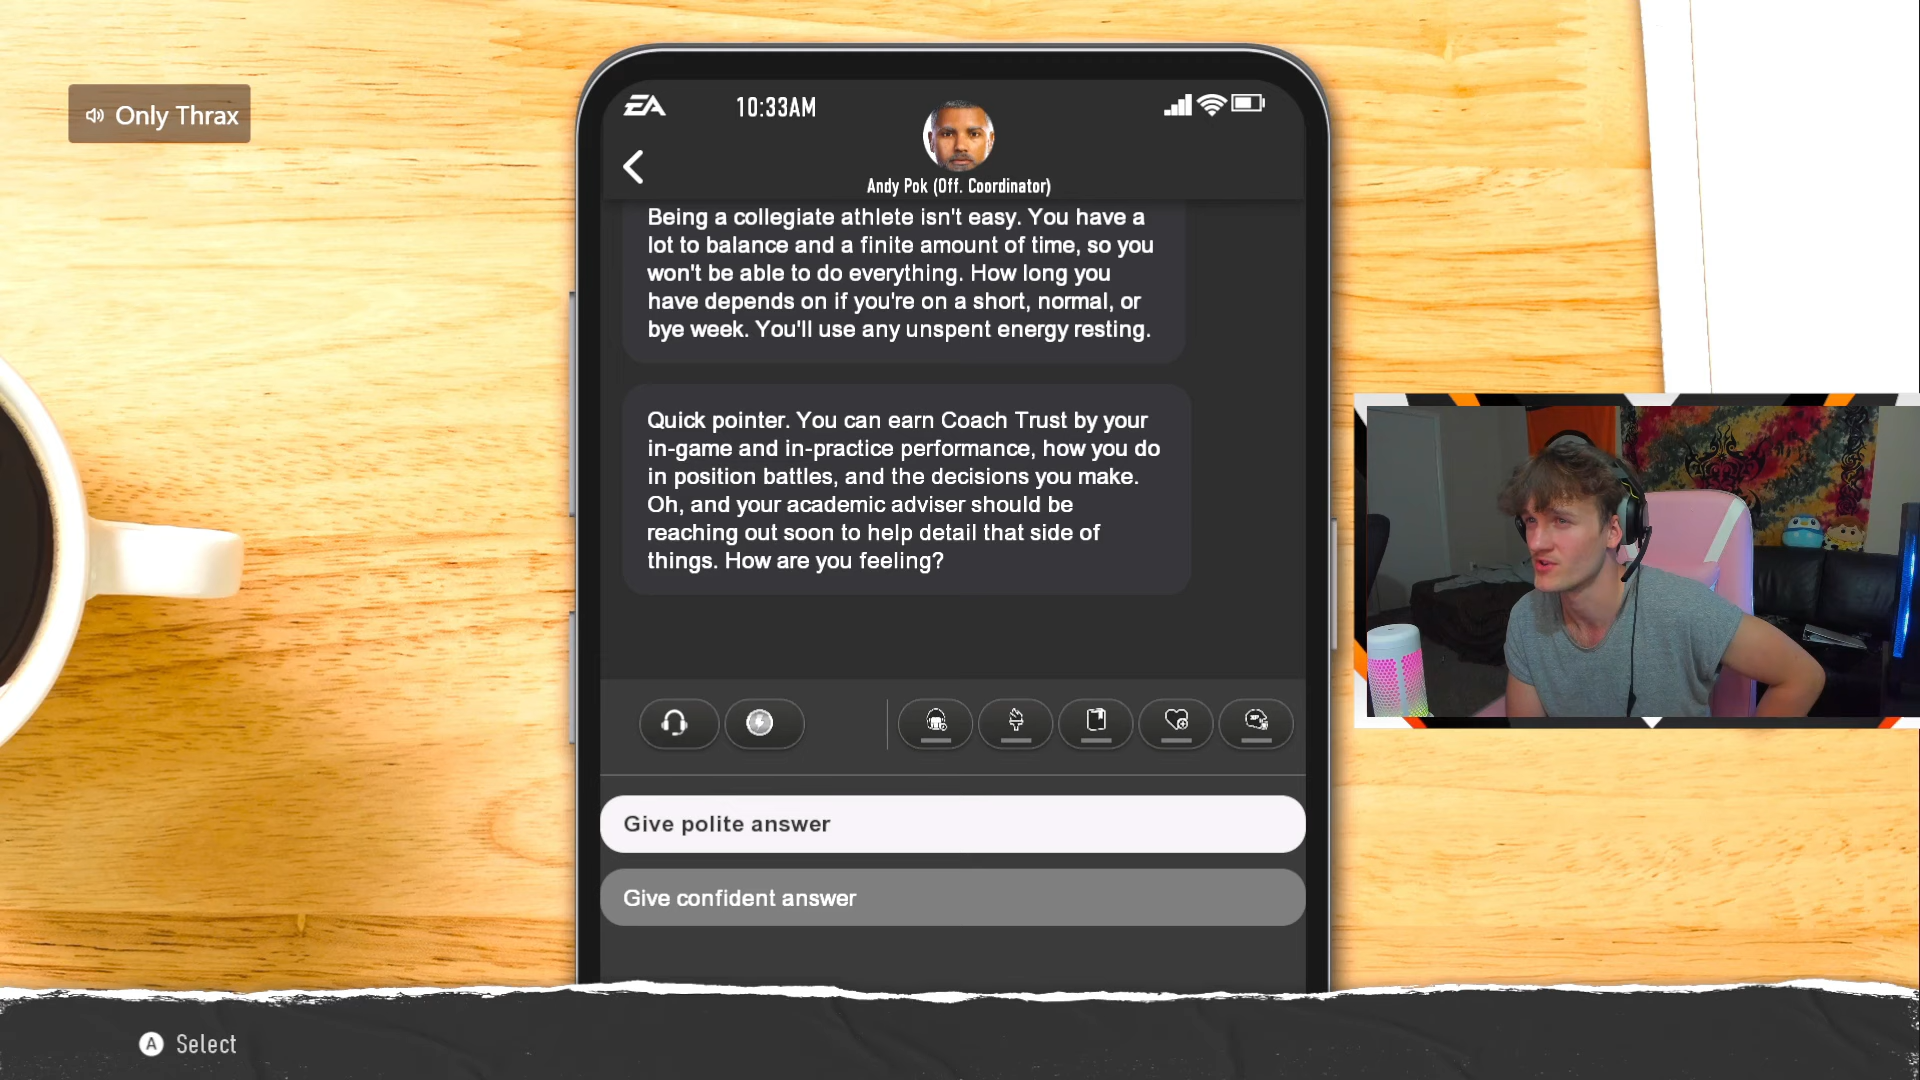 Only Thrax
EA
10:33AM
Andy Pok (Off. Coordinator)
Being a collegiate athlete isn't easy. You have a
lot to balance and a finite amount of time, so you
won't be able to do everything. How long you
have depends on if you're on a short, normal, or
bye week. You'll use any unspent energy resting.
Quick pointer. You can earn Coach Trust by your
in-game and in-practice performance, how you do
in position battles, and the decisions you make.
Oh, and your academic adviser should be
reaching out soon to help detail that side of
things. How are you feeling?
Give polite answer
Give confident answer
A Select